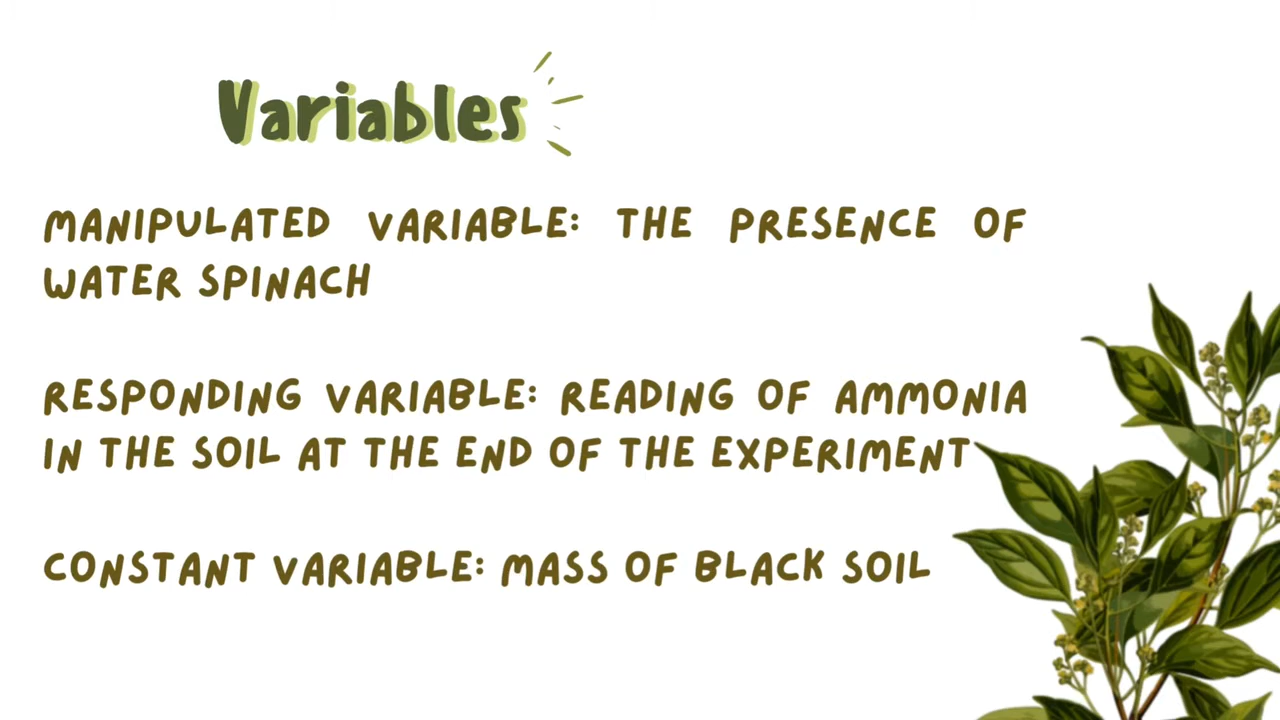 Variables
MANIPULATED VARIABLE: THE PRESENCE OF
WATER SPINACH
RESPONDING VARIABLE: READING OF AMMONIA
IN THE SOIL AT THE END OF THE EXPERIMENT
CONSTANT VARIABLE: MASS OF BLACK SOIL